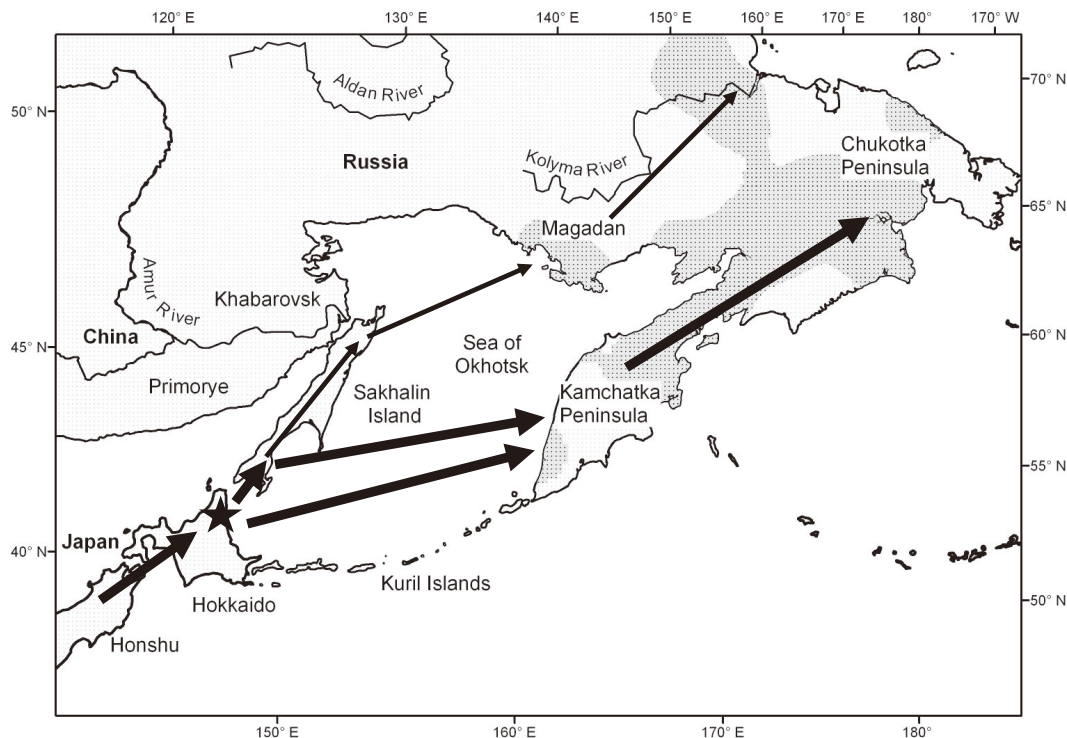 120° E
130° E
140° E
150° E
160° E
170° E
180°
170° W
50° N
70° N
Aldan River
Russia
Kolyma River
Chukotka
Peninsula
65° N
Magadan
Amur River
Khabarovsk
China
45° N
60° N
Sea of
Okhotsk
Primorye
Sakhalin
Island
Kamchatka
Peninsula
55° N
Japan
40° N
Kuril Islands
50° N
Hokkaido
Honshu
150° E
160° E
170° E
180°